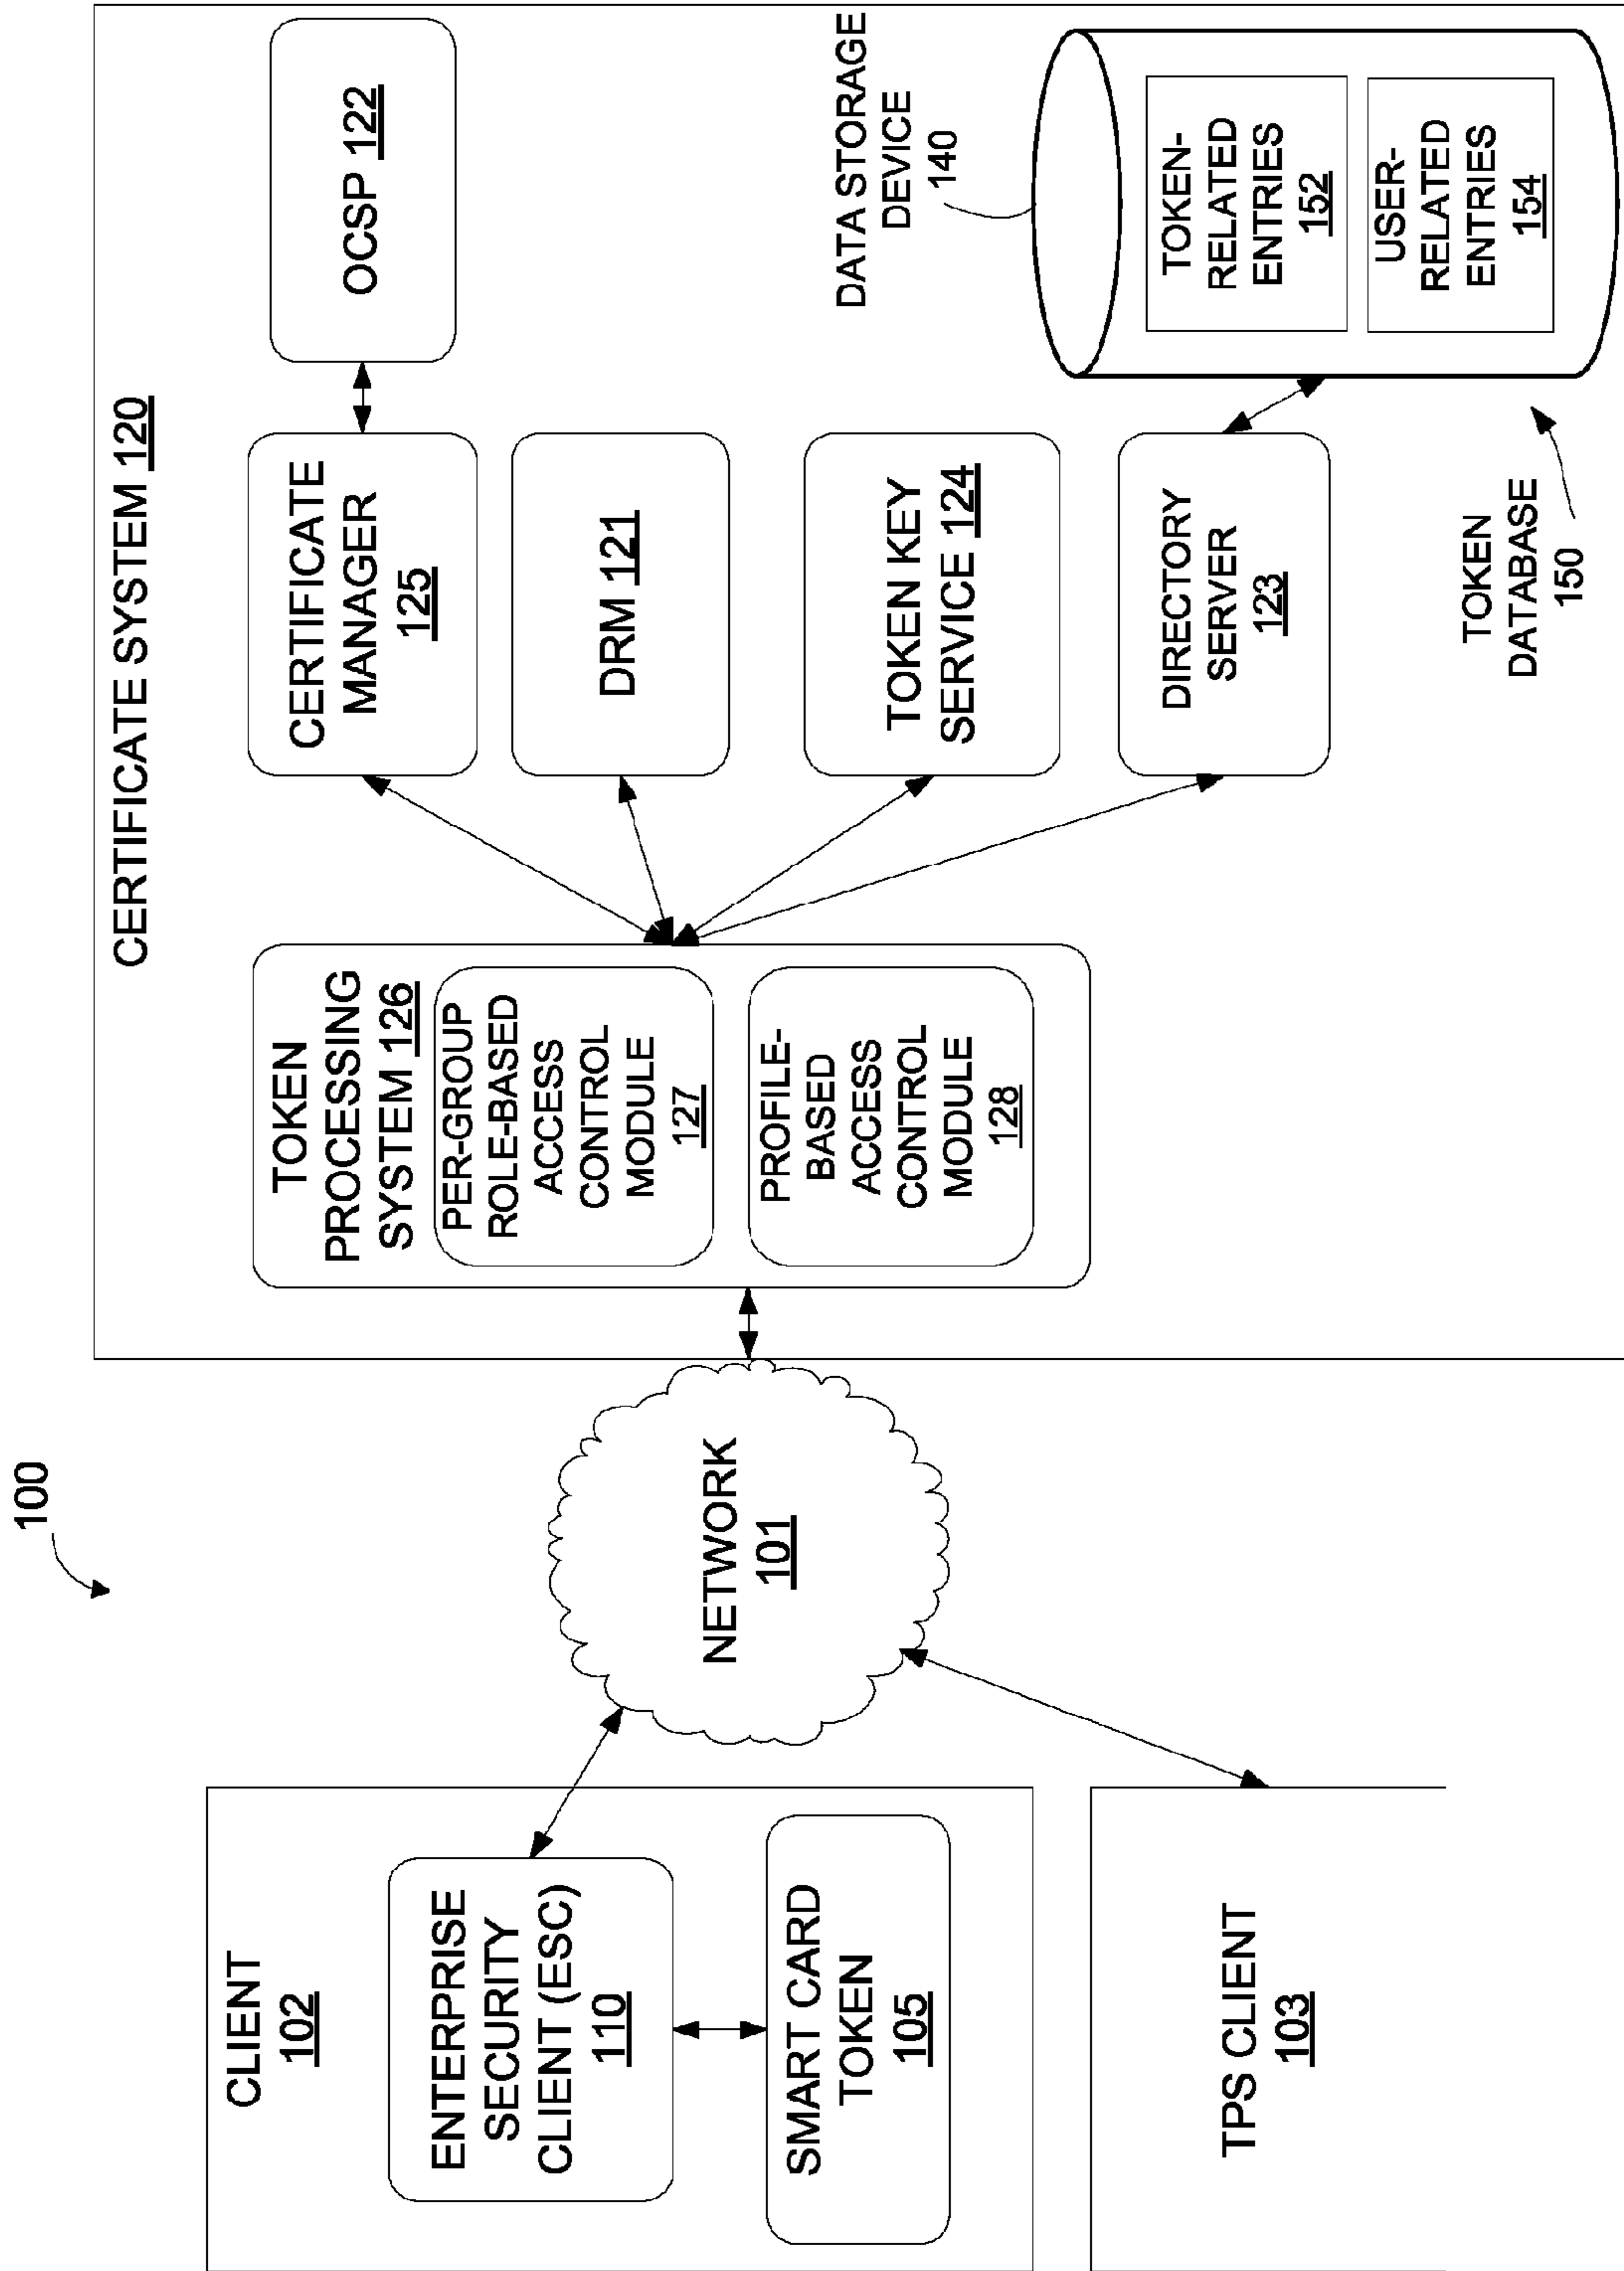 100
CLIENT
102
ENTERPRISE
SECURITY
CLIENT (ESC)
110
SMART CARD
TOKEN
105
TPS CLIENT
103
NETWORK
101
CERTIFICATE SYSTEM 120
TOKEN
PROCESSING
SYSTEM 126
PER-GROUP
ROLE-BASED
ACCESS
CONTROL
MODULE
127
PROFILE-
BASED
ACCESS
CONTROL
MODULE
128
CERTIFICATE
MANAGER
125
DRM 121
TOKEN KEY
SERVICE 124
DIRECTORY
SERVER
123
OCSP 122
DATA STORAGE
DEVICE
140
TOKEN-
RELATED
ENTRIES
152
USER-
RELATED
ENTRIES
154
TOKEN
DATABASE
150